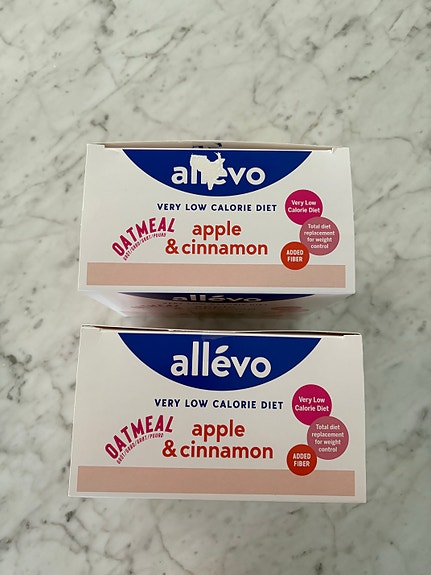 allévo
VERY LOW CALORIE DIET
OATMEAL
apple
& cinnamon
Very Low
Calorie Diet
Total diet
replacement
for weight
control
ADDED
FIBER
allévo
allévo
VERY LOW CALORIE DIET
OATMEAL
apple
& cinnamon
Very Low
Calorie Diet
Total diet
replacement
for weight
control
ADDED
FIBER